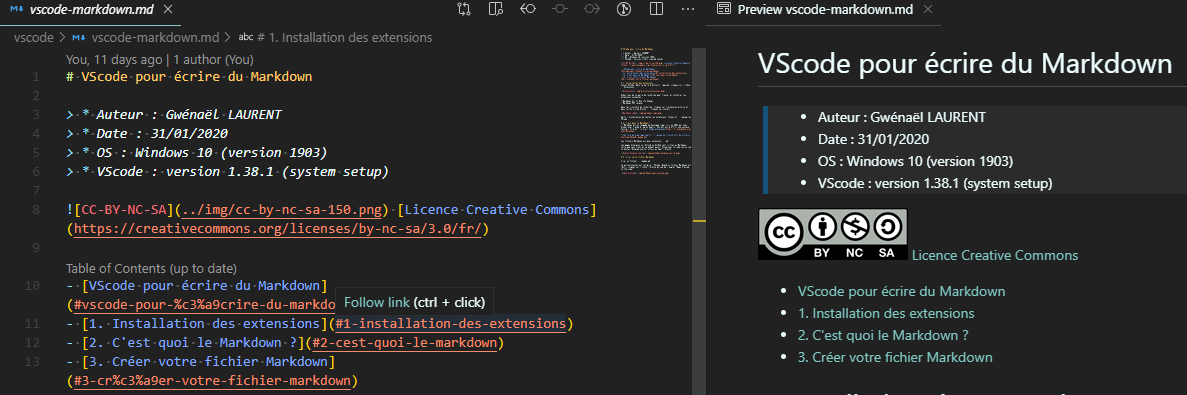 vscode-markdown.md
Preview vscode-markdown.md
vscode > vscode-markdown.md > abc # 1. Installation des extensions
You, 11 days ago | 1 author (You)
1 # VScode pour écrire du Markdown
2
3 > * Auteur : Gwénaël LAURENT
4 > * Date : 31/01/2020
5 > * OS : Windows 10 (version 1903)
6 > * VScode : version 1.38.1 (system setup)
7
8 ![CC-BY-NC-SA](../img/cc-by-nc-sa-150.png) [Licence Creative Commons]
(https://creativecommons.org/licenses/by-nc-sa/3.0/fr/)
9
Table of Contents (up to date)
10 - [VScode pour écrire du Markdown]
(#vscode-pour-%c3%a9crire-du-markdo
Follow link (ctrl + click)
11 - [1. Installation des extensions](#1-installation-des-extensions)
12 - [2. C'est quoi le Markdown ?](#2-cest-quoi-le-markdown)
13 - [3. Créer votre fichier Markdown]
(#3-cr%c3%a9er-votre-fichier-markdown)
VScode pour écrire du Markdown
• Auteur : Gwénaël LAURENT
• Date : 31/01/2020
• OS : Windows 10 (version 1903)
• VScode : version 1.38.1 (system setup)
CC BY NC SA
Licence Creative Commons
• VScode pour écrire du Markdown
• 1. Installation des extensions
• 2. C'est quoi le Markdown ?
• 3. Créer votre fichier Markdown